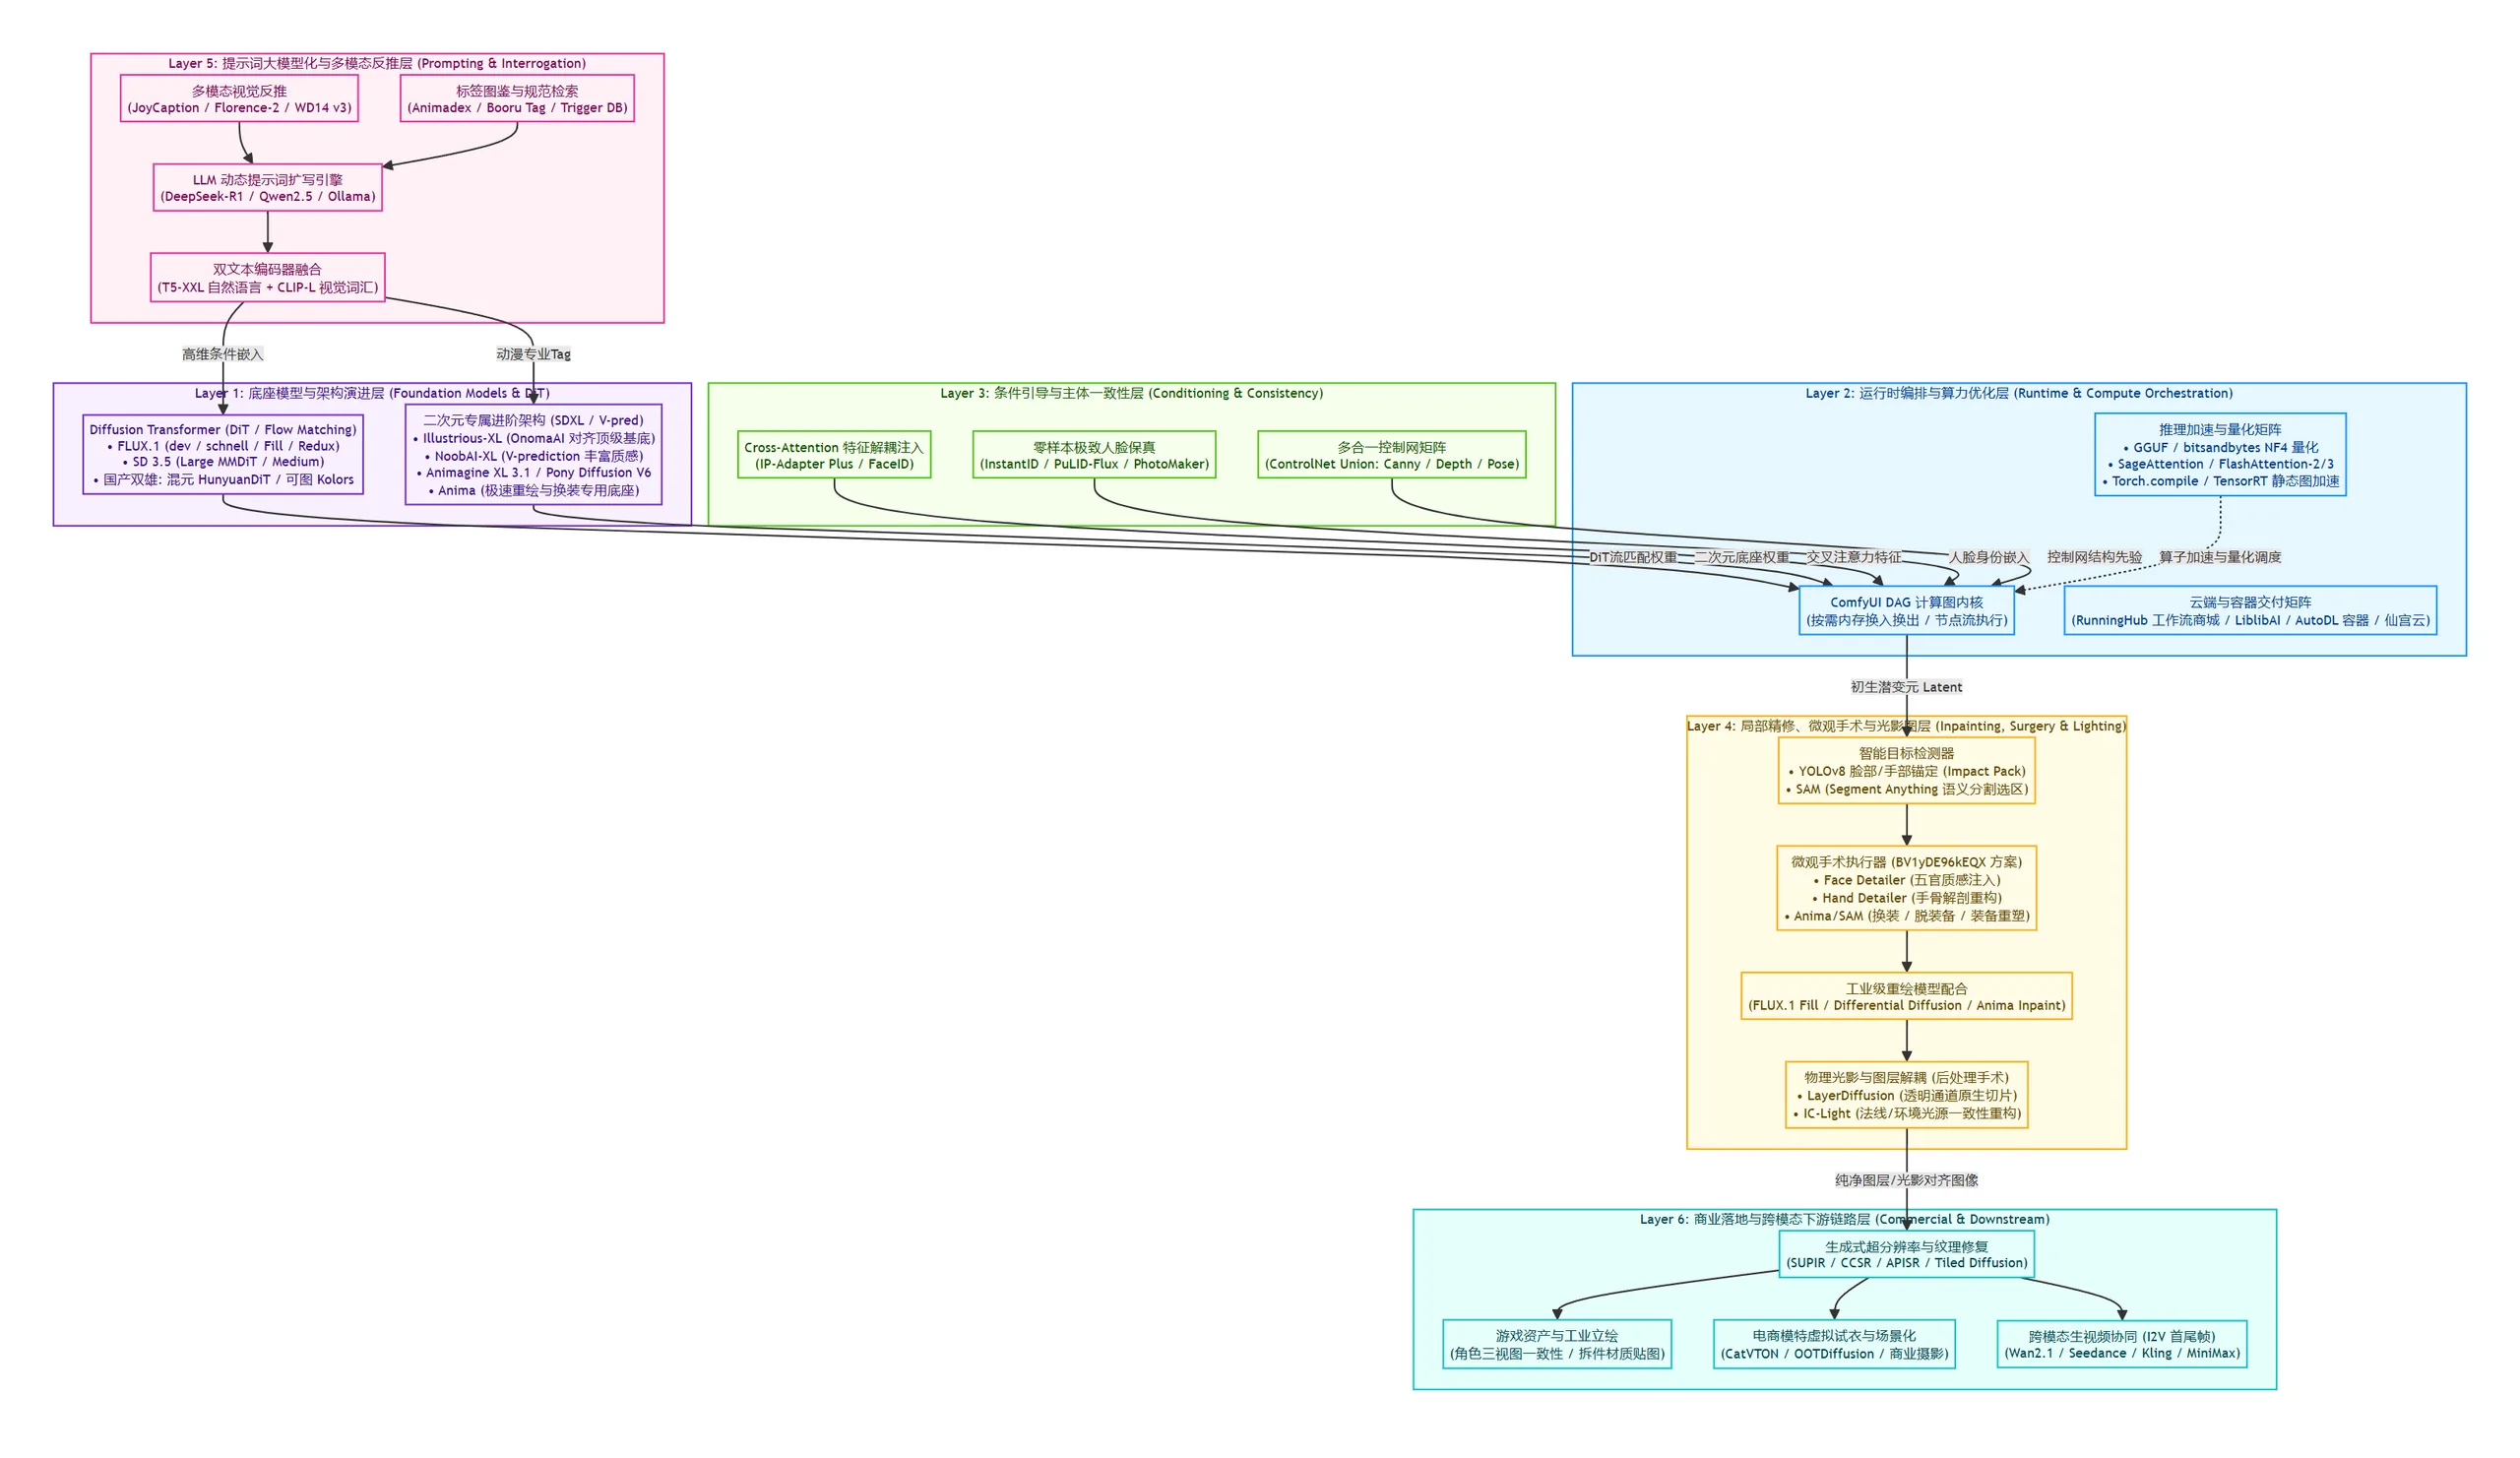 Layer 5: 提示词大模型化与多模态反推层 (Prompting & Interrogation)
多模态视觉反推
(JoyCaption / Florence-2 / WD14 v3)
标签图鉴与规范检索
(Animadex / Booru Tag / Trigger DB)
LLM 动态提示词扩写引擎
(DeepSeek-R1 / Qwen2.5 / Ollama)
双文本编码器融合
(T5-XXL 自然语言 + CLIP-L 视觉词汇)
高维条件嵌入
动漫专业Tag
Layer 1: 底座模型与架构演进层 (Foundation Models & DiT)
Diffusion Transformer (DiT / Flow Matching)
• FLUX.1 (dev / schnell / Fill / Redux)
• SD 3.5 (Large MMDiT / Medium)
• 国产双雄: 混元 HunyuanDiT / 可图 Kolors
二次元专属进阶架构 (SDXL / V-pred)
• Illustrious-XL (OnomaAI 对齐顶级基底)
• NoobAI-XL (V-prediction 丰富质感)
• Animagine XL 3.1 / Pony Diffusion V6
• Anima (极速重绘与换装专用底座)
Layer 3: 条件引导与主体一致性层 (Conditioning & Consistency)
Cross-Attention 特征解耦注入
(IP-Adapter Plus / FaceID)
零样本极致人脸保真
(InstantID / PuLID-Flux / PhotoMaker)
多合一控制网矩阵
(ControlNet Union: Canny / Depth / Pose)
Layer 2: 运行时编排与算力优化层 (Runtime & Compute Orchestration)
推理加速与量化矩阵
• GGUF / bitsandbytes NF4 量化
• SageAttention / FlashAttention-2/3
• Torch.compile / TensorRT 静态图加速
DiT流匹配权重
二次元底座权重
交叉注意力特征
人脸身份嵌入
控制网结构先验
算子加速与量化调度
ComfyUI DAG 计算图内核
(按需内存换入换出 / 节点流执行)
云端与容器交付矩阵
(RunningHub 工作流商城 / LiblibAI / AutoDL 容器 / 仙宫云)
初生潜变元 Latent
Layer 4: 局部精修、微观手术与光影图层 (Inpainting, Surgery & Lighting)
智能目标检测器
• YOLOv8 脸部/手部锚定 (Impact Pack)
• SAM (Segment Anything 语义分割选区)
微观手术执行器 (BV1yDE96kEQX 方案)
• Face Detailer (五官质感注入)
• Hand Detailer (手骨解剖重构)
• Anima/SAM (换装 / 脱装备 / 装备重塑)
工业级重绘模型配合
(FLUX.1 Fill / Differential Diffusion / Anima Inpaint)
物理光影与图层解耦 (后处理手术)
• LayerDiffusion (透明通道原生切片)
• IC-Light (法线/环境光源一致性重构)
纯净图层/光影对齐图像
Layer 6: 商业落地与跨模态下游链路层 (Commercial & Downstream)
生成式超分辨率与纹理修复
(SUPIR / CCSR / APISR / Tiled Diffusion)
游戏资产与工业立绘
(角色三视图一致性 / 拆件材质贴图)
电商模特虚拟试衣与场景化
(CatVTON / OOTDiffusion / 商业摄影)
跨模态生视频协同 (I2V 首尾帧)
(Wan2.1 / Seedance / Kling / MiniMax)